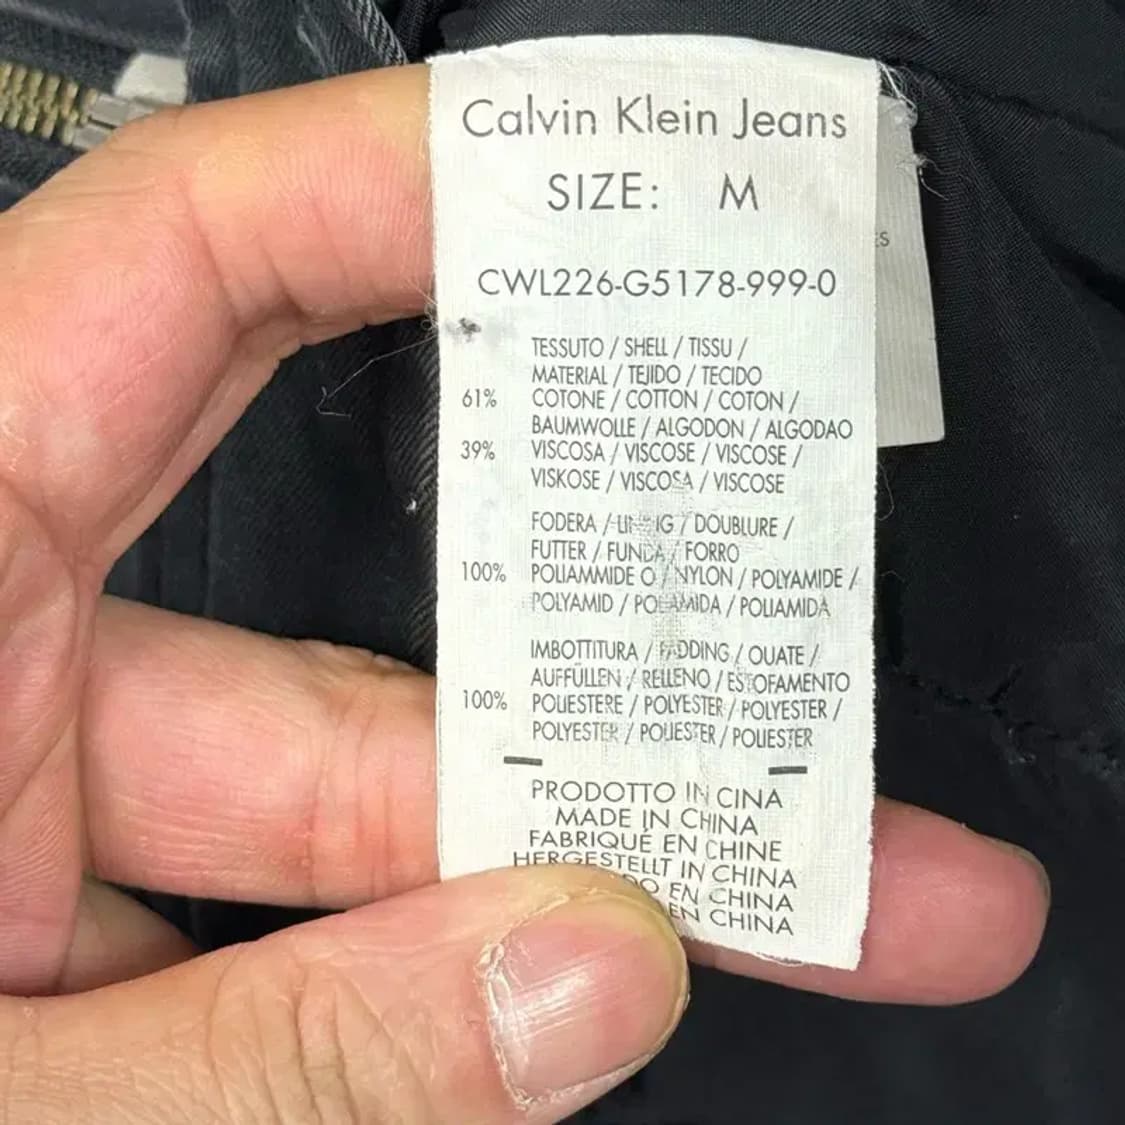 Calvin Klein Jeans
SIZE: M
CWL226-G5178-999-0
TESSUTO / SHELL / TISSU /
MATERIAL / TEJIDO / TECIDO
61% COTONE / COTTON / COTON /
BAUMWOLLE / ALGODON / ALGODAO
39% VISCOSA / VISCOSE / VISCOSE /
VISKOSE / VISCOSA / VISCOSE
FODERA / LINING / DOUBLURE /
FUTTER / FUNDA / FORRO
100% POLIAMMIDE O / NYLON / POLYAMIDE /
POLYAMID / POLIAMIDA / POLIAMIDA
IMBOTTITURA / PADDING / OUATE /
AUFFÜLLEN / RELLENO / ESTOFAMENTO
100% POLIESTERE / POLYESTER / POLYESTER /
POLYESTER / POLIESTER / POLIESTER
PRODOTTO IN CINA
MADE IN CHINA
FABRIQUÉ EN CHINE
HERGESTELLT IN CHINA
EN CHINA
EN CHINA